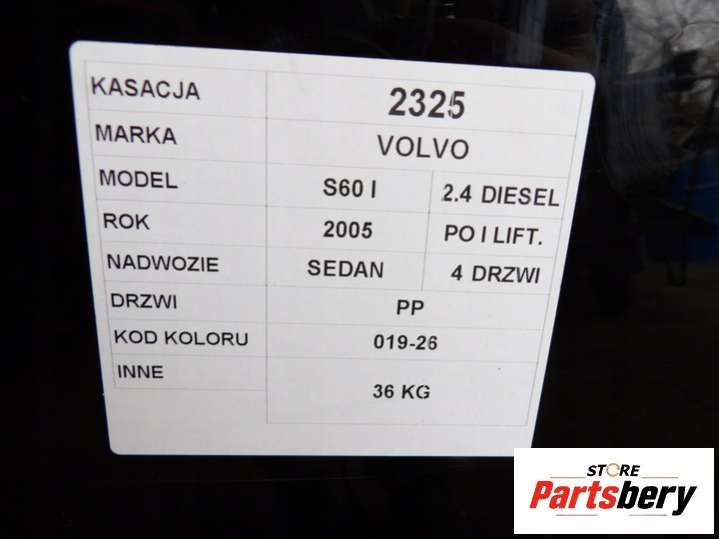 KASACJA 2325
MARKA VOLVO
MODEL S60 I 2.4 DIESEL
ROK 2005 PO I LIFT.
NADWOZIE SEDAN 4 DRZWI
DRZWI PP
KOD KOLORU 019-26
INNE 36 KG
STORE
Partsbery